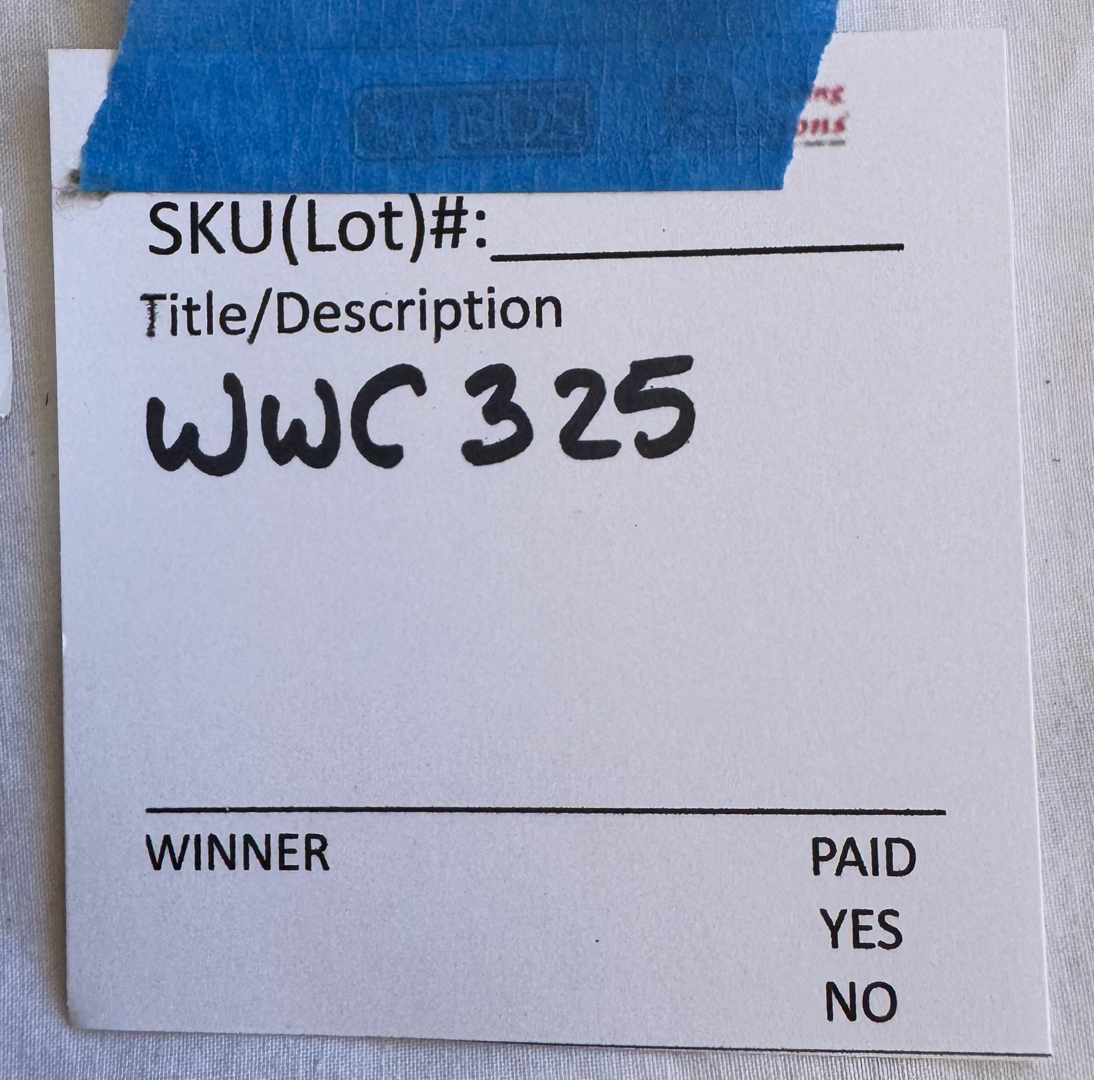 SKU(Lot)#:
Title/Description
WWC 325
WINNER
PAID
YES
NO